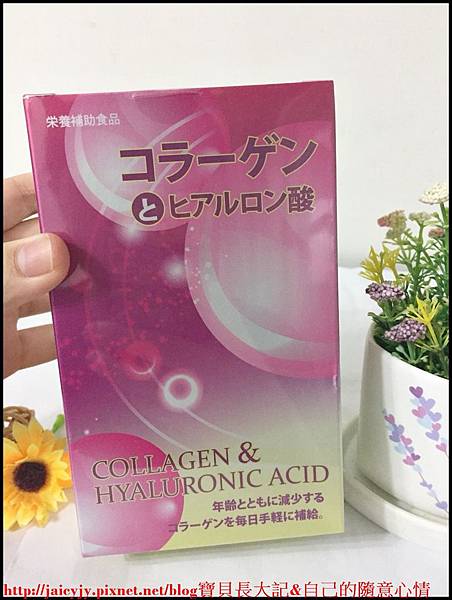 栄養補助食品
コラーゲン
とヒアルロン酸
COLLAGEN &
HYALURONIC ACID
年齢とともに減少する
コラーゲンを毎日手軽に補給。
http://jaicyjy.pixnet.net/blog寶貝長大記&自己的隨意心情